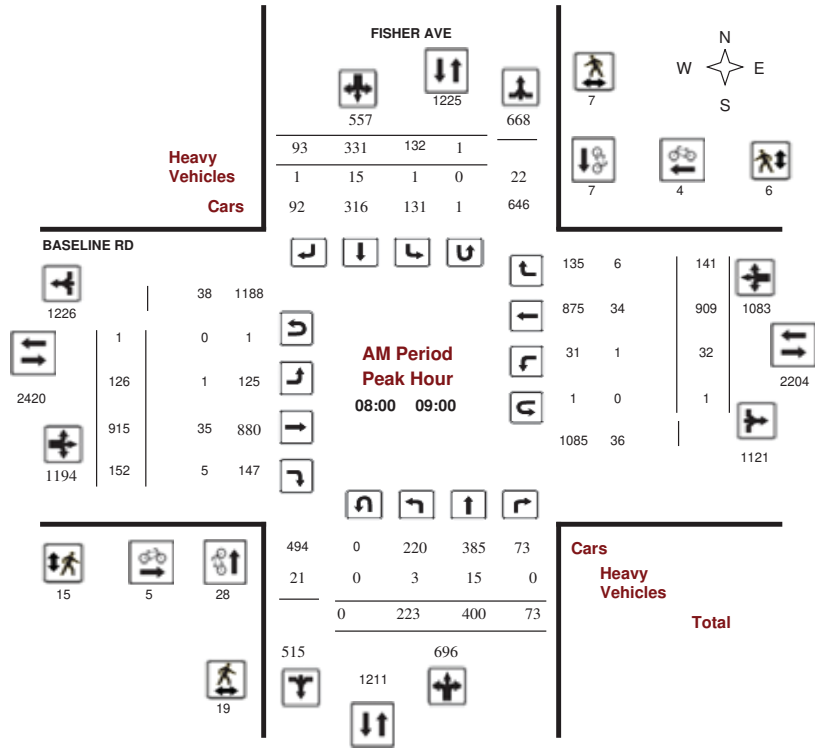 FISHER AVE
N
W E
S
1225
7
557 668
93 331 132 1
Heavy
Vehicles
1 15 1 0 22
7 4 6
Cars 92 316 131 1 646
BASELINE RD
135 6 141
1226 38 1188
875 34 909 1083
1 0 1
AM Period
Peak Hour
31 1 32
2204
2420 126 1 125
08:00 09:00
1 0 1
915 35 880
1085 36
1121
1194 152 5 147
494 0 220 385 73 Cars
21 0 3 15 0 Heavy
Vehicles
15 5 28
0 223 400 73 Total
515 1211 696
19